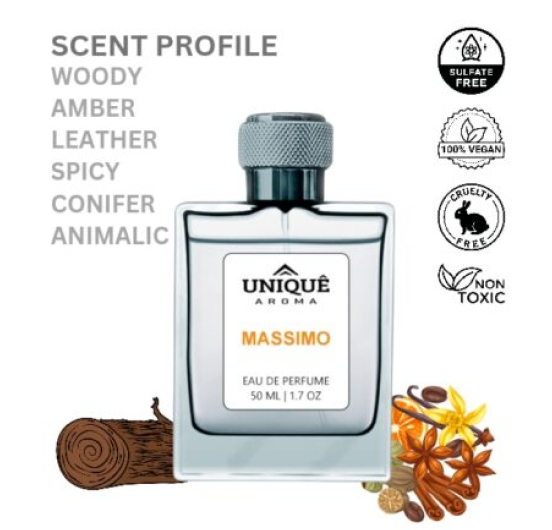 SCENT PROFILE
WOODY
AMBER
LEATHER
SPICY
CONIFER
ANIMALIC
SULFATE
FREE
100% VEGAN
CRUELTY
FREE
NON
TOXIC
UNIQUÊ
AROMA
MASSIMO
EAU DE PERFUME
50 ML | 1.7 OZ